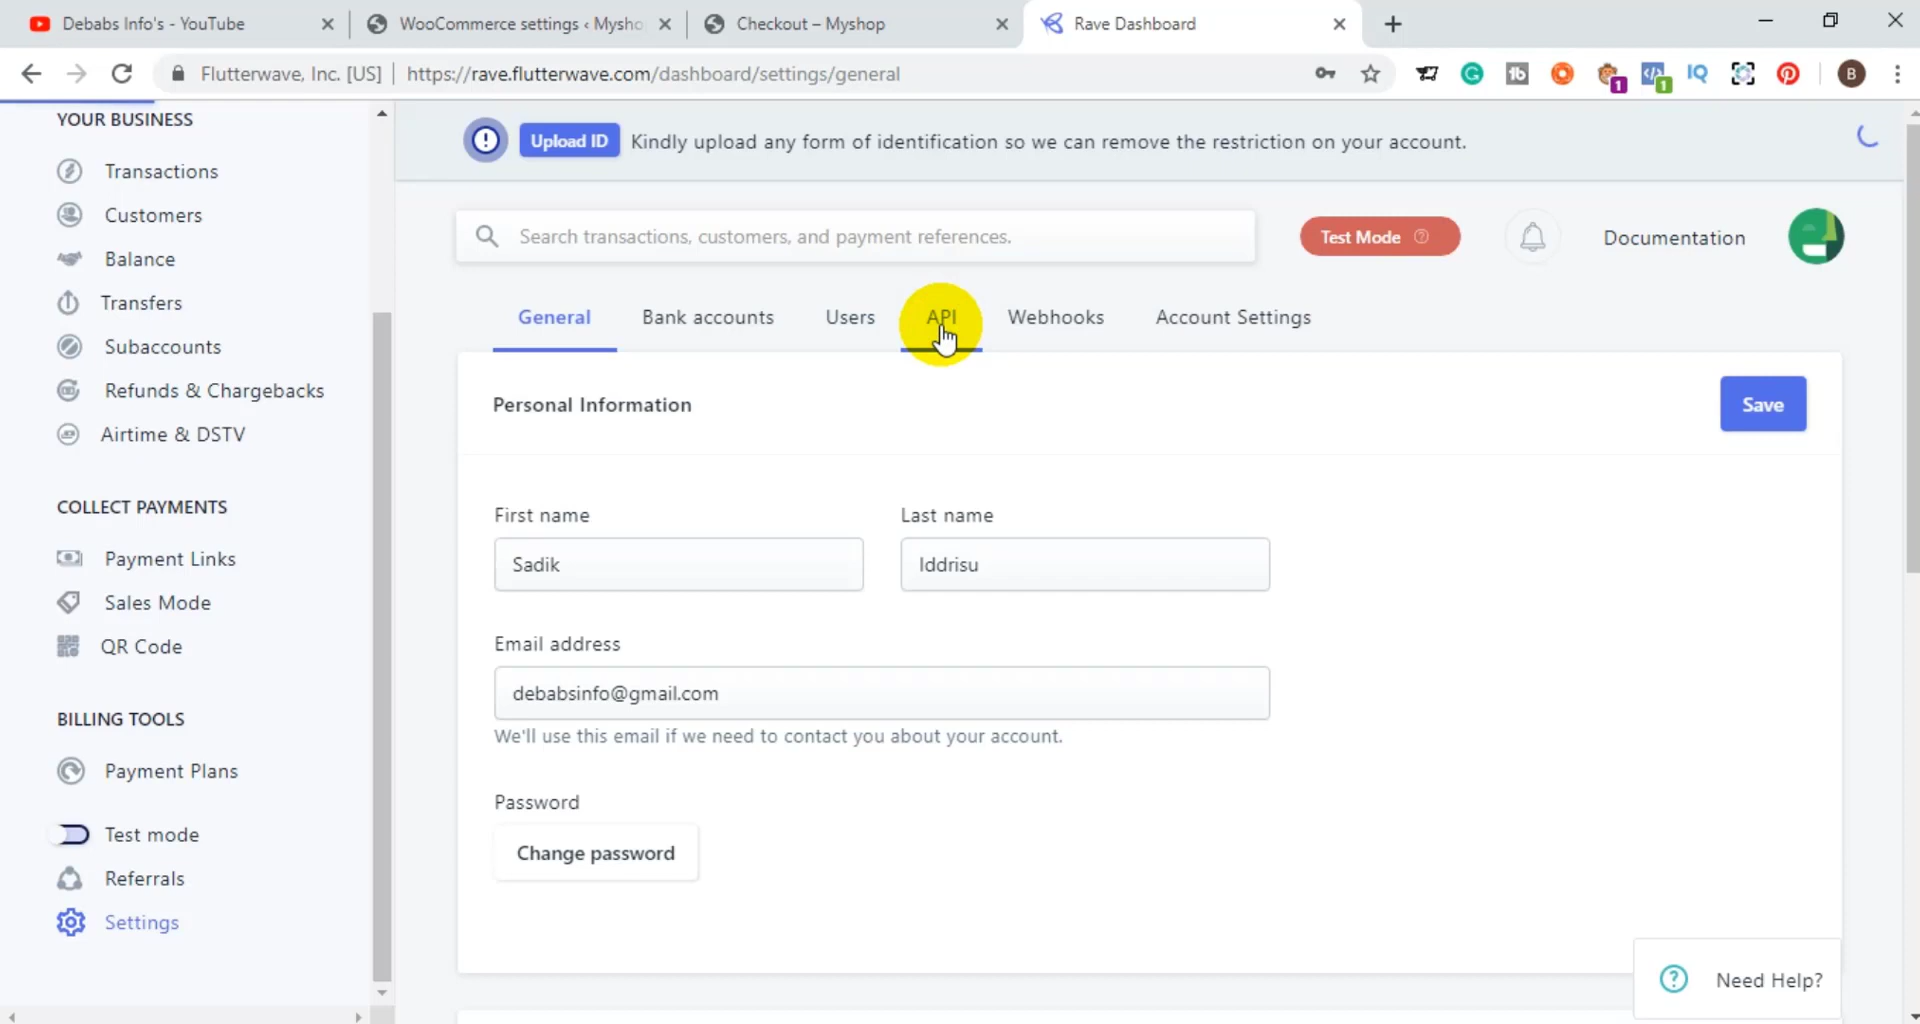 Debabs Info's - YouTube
WooCommerce settings ‹ Mysho
Checkout – Myshop
Rave Dashboard
Flutterwave, Inc. [US]
https://rave.flutterwave.com/dashboard/settings/general
tb
1
1
IQ
B
YOUR BUSINESS
Transactions
Customers
Balance
Transfers
Subaccounts
Refunds & Chargebacks
Airtime & DSTV
COLLECT PAYMENTS
Payment Links
Sales Mode
QR Code
BILLING TOOLS
Payment Plans
Test mode
Referrals
Settings
Upload ID
Kindly upload any form of identification so we can remove the restriction on your account.
Search transactions, customers, and payment references.
Test Mode
Documentation
General
Bank accounts
Users
API
Webhooks
Account Settings
Personal Information
Save
First name
Last name
Sadik
Iddrisu
Email address
debabsinfo@gmail.com
We'll use this email if we need to contact you about your account.
Password
Change password
Need Help?